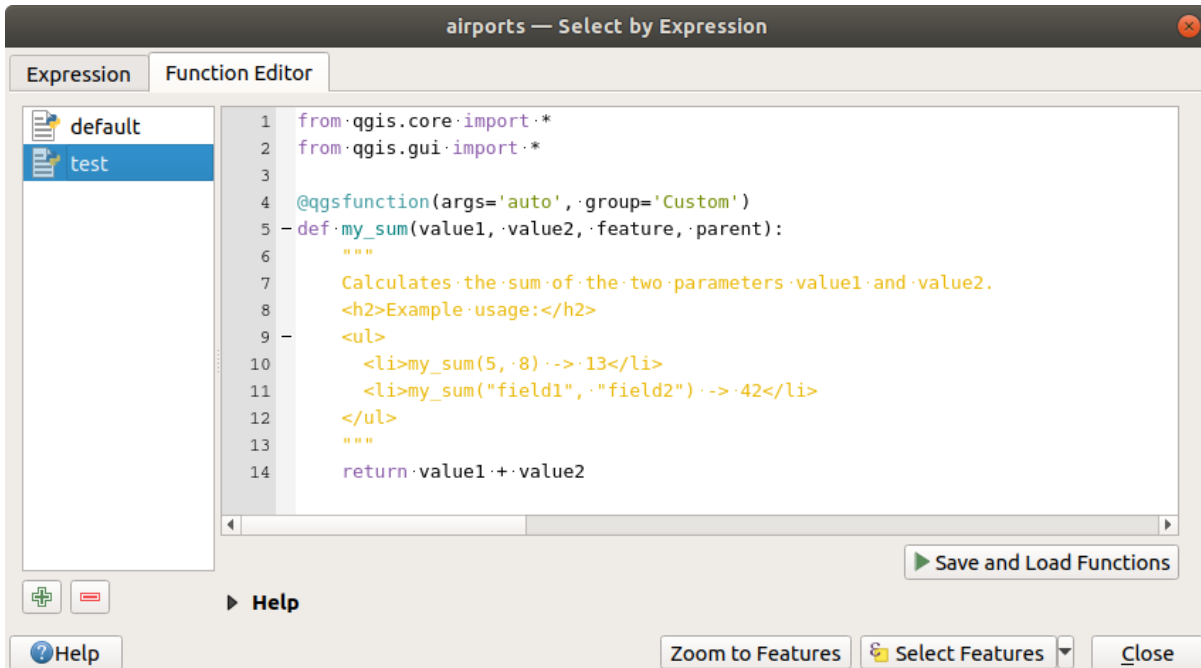 airports — Select by Expression
Expression
Function Editor
default
test
1 from qgis.core import *
2 from qgis.gui import *
3
4 @qgsfunction(args='auto', group='Custom')
5 def my_sum(value1, value2, feature, parent):
6     """
7     Calculates the sum of the two parameters value1 and value2.
8     <h2>Example usage:</h2>
9     <ul>
10       <li>my_sum(5, 8) -> 13</li>
11       <li>my_sum("field1", "field2") -> 42</li>
12     </ul>
13     """
14     return value1 + value2
Save and Load Functions
Help
Help
Zoom to Features
Select Features
Close